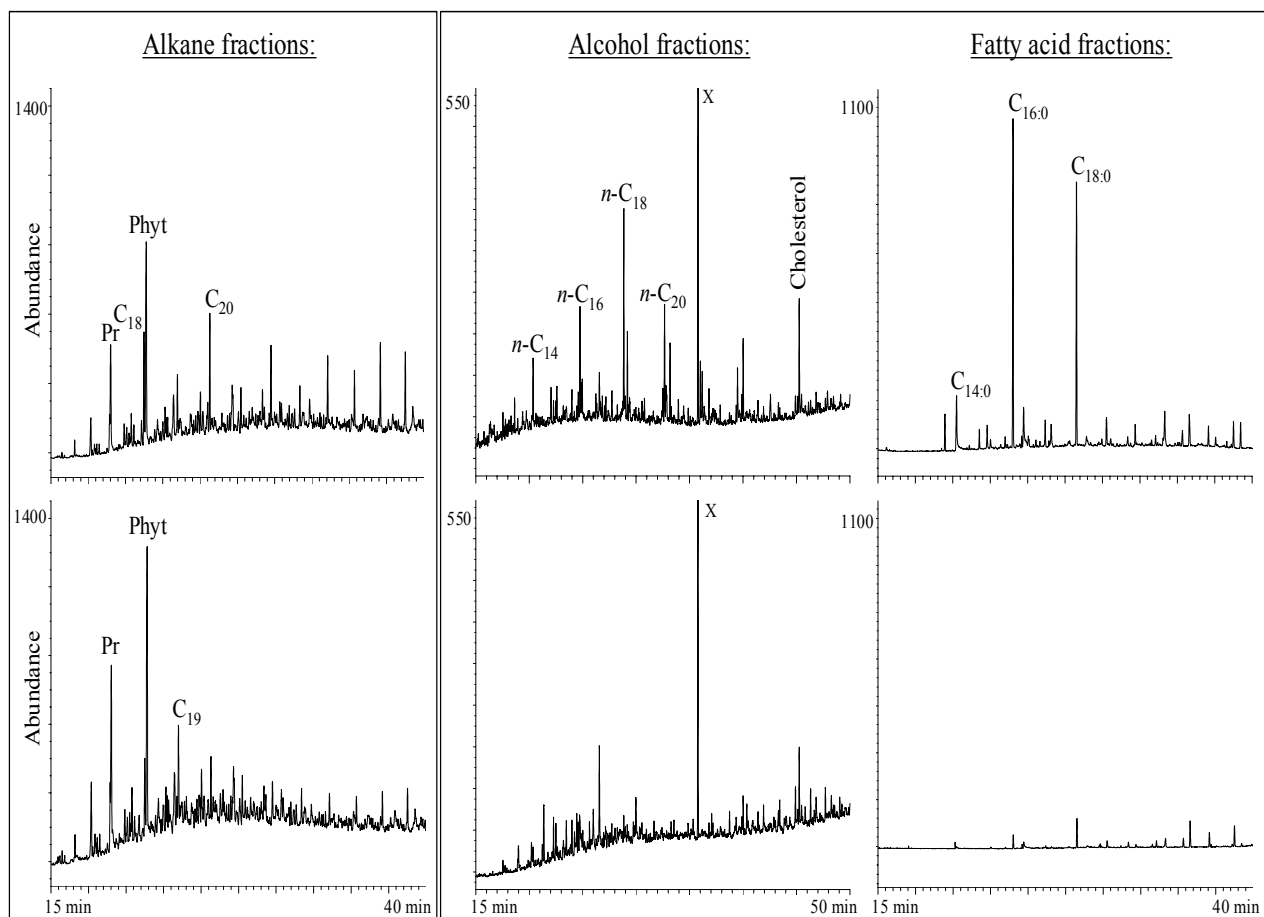 Alkane fractions:
Alcohol fractions:
Fatty acid fractions:
1400
Abundance
Pr
C18
Phyt
C20
550
n-C14
n-C16
n-C18
n-C20
X
Cholesterol
1100
C14:0
C16:0
C18:0
1400
Abundance
Pr
Phyt
C19
15 min
40 min
550
X
15 min
50 min
1100
15 min
40 min